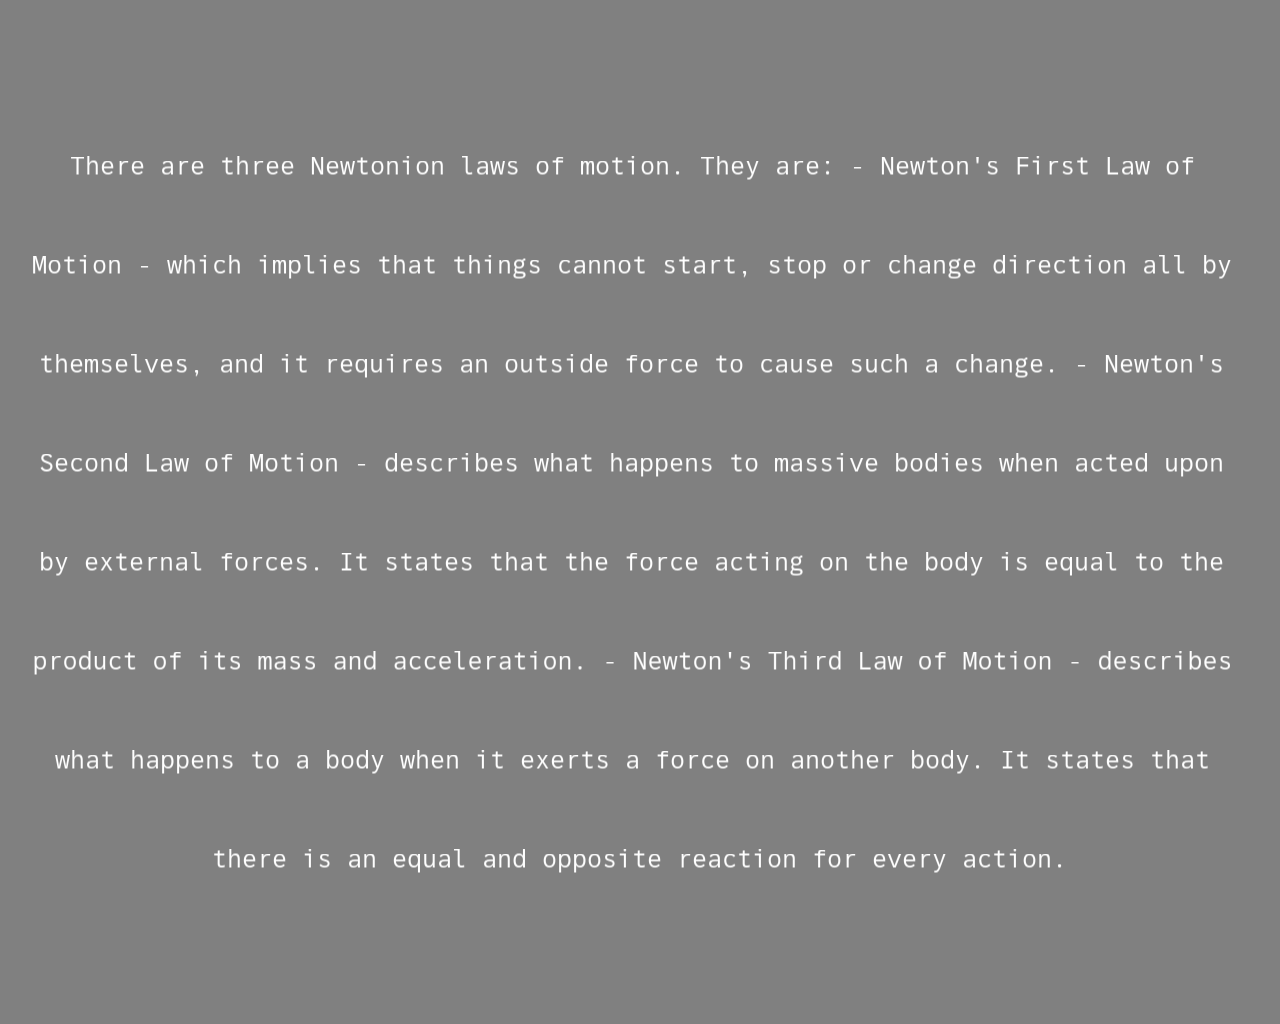 There are three Newtonion laws of motion. They are: - Newton's First Law of
Motion - which implies that things cannot start, stop or change direction all by
themselves, and it requires an outside force to cause such a change. - Newton's
Second Law of Motion - describes what happens to massive bodies when acted upon
by external forces. It states that the force acting on the body is equal to the
product of its mass and acceleration. - Newton's Third Law of Motion - describes
what happens to a body when it exerts a force on another body. It states that
there is an equal and opposite reaction for every action.